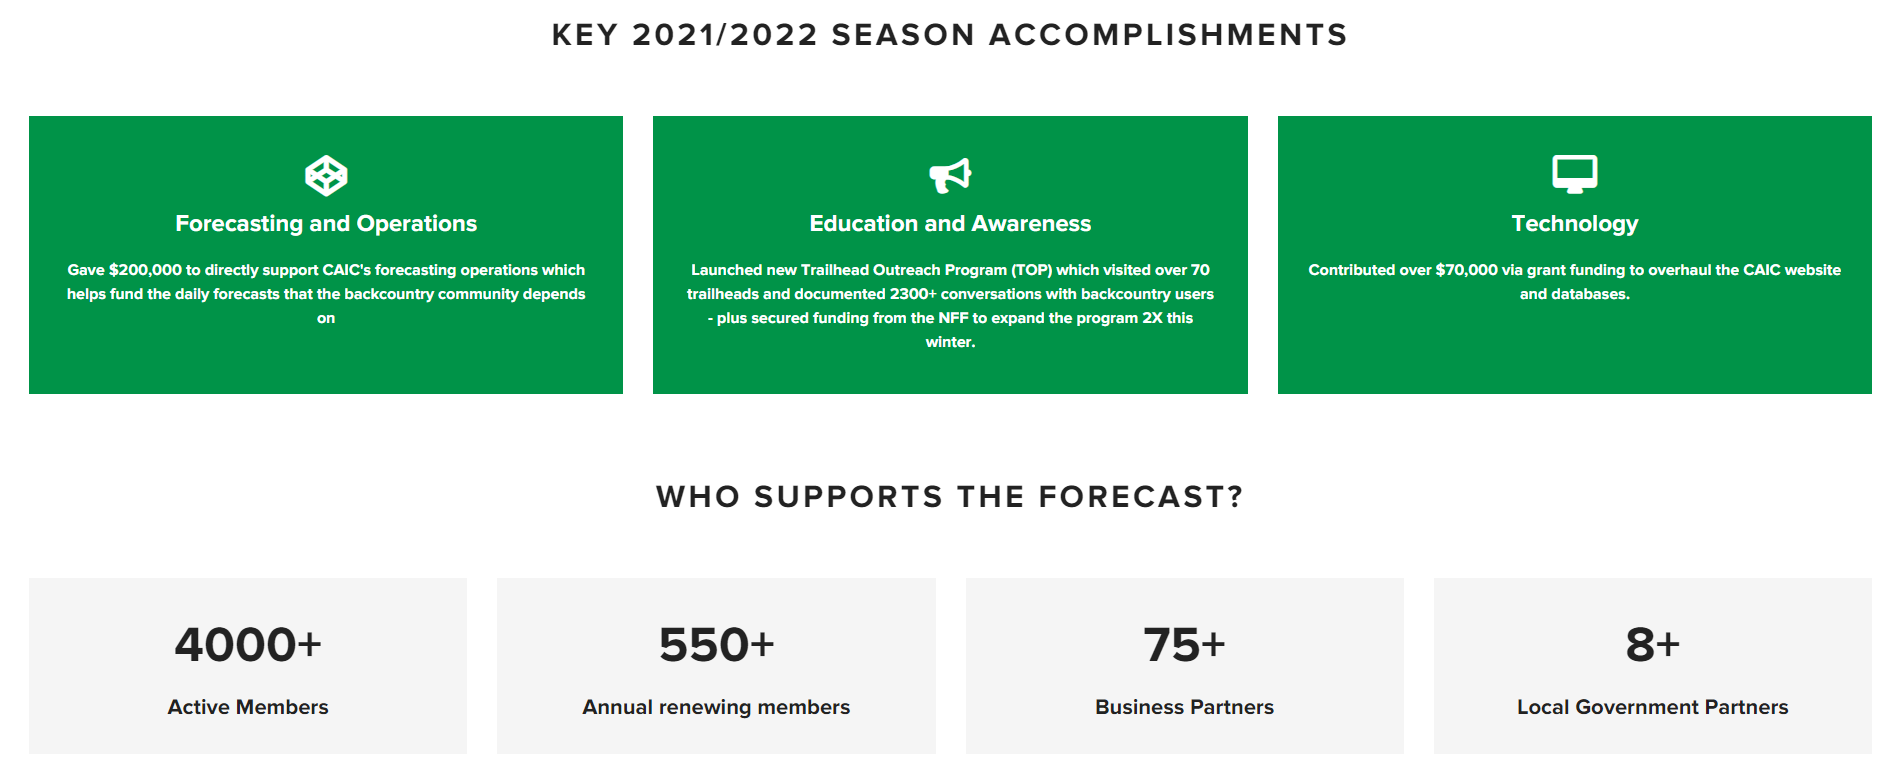 KEY 2021/2022 SEASON ACCOMPLISHMENTS
Forecasting and Operations
Gave $200,000 to directly support CAIC's forecasting operations which
helps fund the daily forecasts that the backcountry community depends
on
Education and Awareness
Launched new Trailhead Outreach Program (TOP) which visited over 70
trailheads and documented 2300+ conversations with backcountry users
- plus secured funding from the NFF to expand the program 2X this
winter.
Technology
Contributed over $70,000 via grant funding to overhaul the CAIC website
and databases.
WHO SUPPORTS THE FORECAST?
4000+
Active Members
550+
Annual renewing members
75+
Business Partners
8+
Local Government Partners